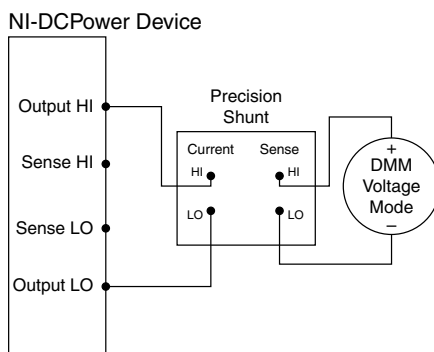 NI-DCPower Device
Output HI
Sense HI
Sense LO
Output LO
Precision
Shunt
Current Sense
HI HI
LO LO
+
DMM
Voltage
Mode
–